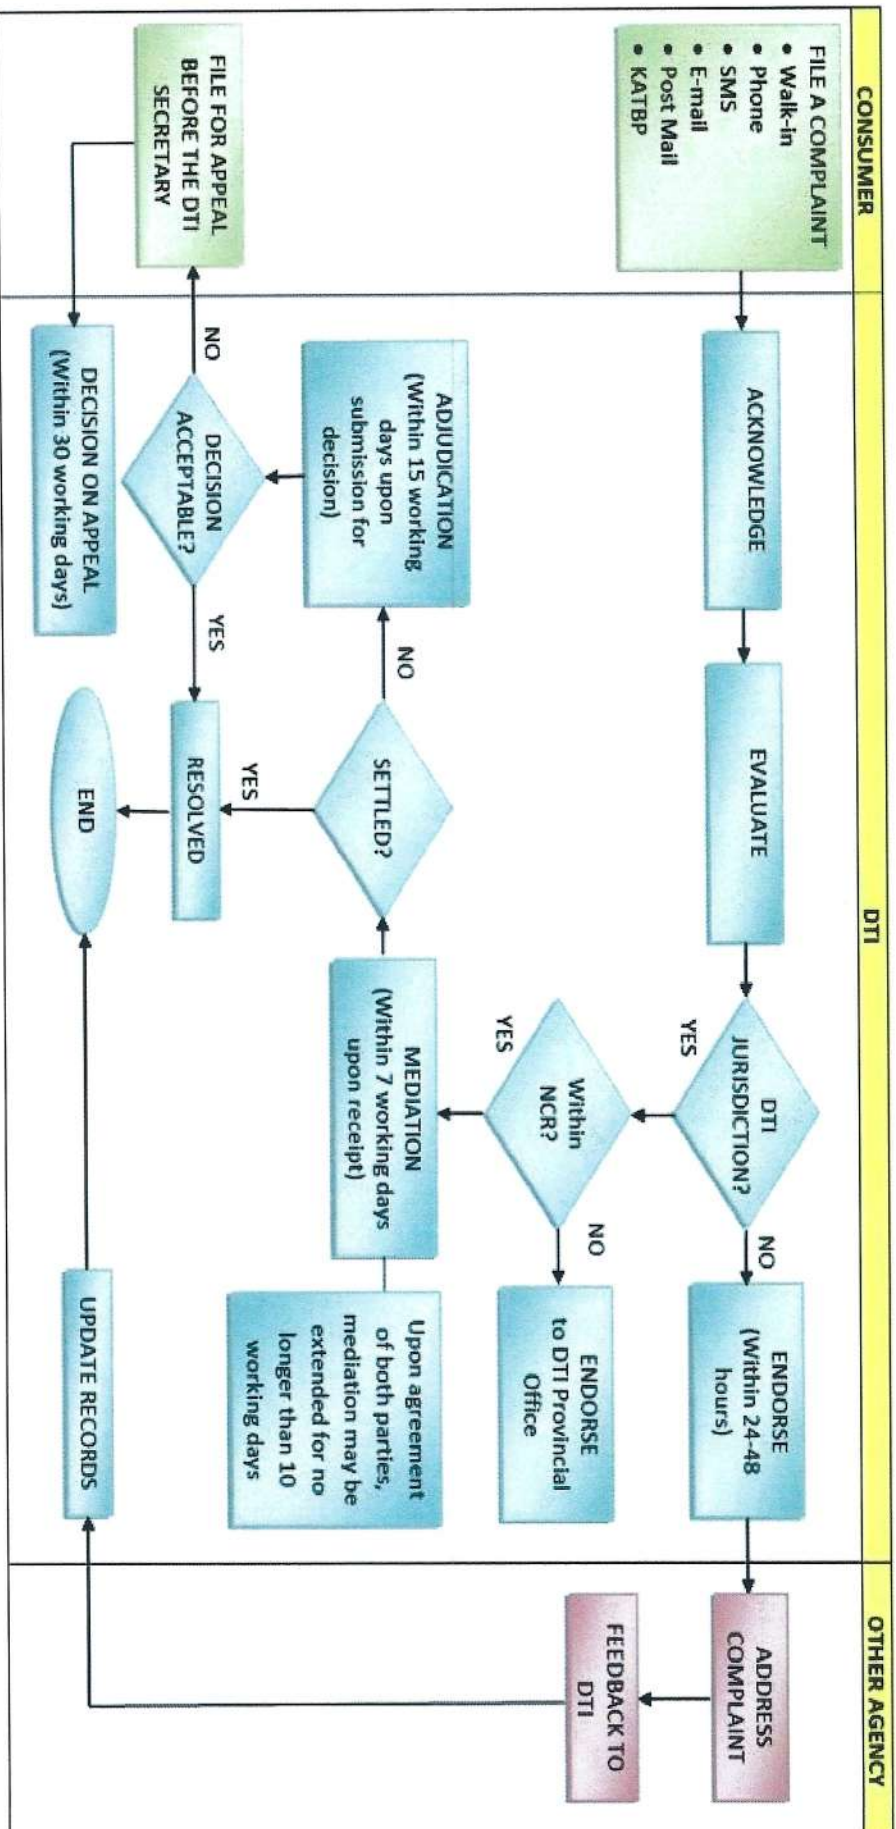 CONSUMER
DTI
OTHER AGENCY
FILE A COMPLAINT
• Walk-in
• Phone
• SMS
• E-mail
• Post Mail
• KATBP
ACKNOWLEDGE
EVALUATE
DTI
JURISDICTION?
NO
YES
ENDORSE
(Within 24-48
hours)
ADDRESS
COMPLAINT
FEEDBACK TO
DTI
Within
NCR?
NO
YES
ENDORSE
to DTI Provincial
Office
MEDIATION
(Within 7 working days
upon receipt)
Upon agreement
of both parties,
mediation may be
extended for no
longer than 10
working days
SETTLED?
NO
YES
ADJUDICATION
(Within 15 working
days upon
submission for
decision)
DECISION
ACCEPTABLE?
NO
YES
RESOLVED
FILE FOR APPEAL
BEFORE THE DTI
SECRETARY
DECISION ON APPEAL
(Within 30 working days)
END
UPDATE RECORDS